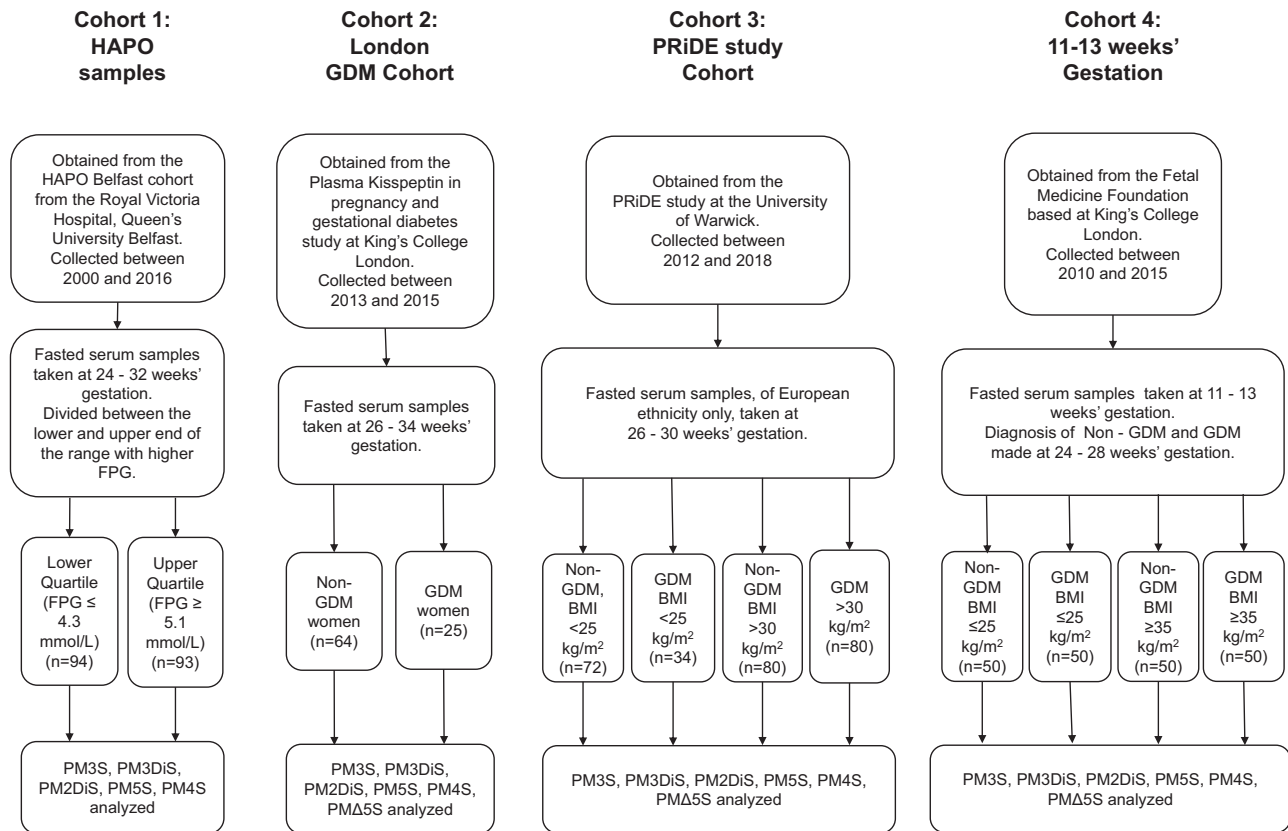 Cohort 1:
HAPO
samples
Obtained from the
HAPO Belfast cohort
from the Royal Victoria
Hospital, Queen's
University Belfast.
Collected between
2000 and 2016
Fasted serum samples
taken at 24 - 32 weeks'
gestation.
Divided between the
lower and upper end of
the range with higher
FPG.
Lower
Quartile
(FPG ≤
4.3
mmol/L)
(n=94)
Upper
Quartile
(FPG ≥
5.1
mmol/L)
(n=93)
PM3S, PM3DiS,
PM2DiS, PM5S, PM4S
analyzed
Cohort 2:
London
GDM Cohort
Obtained from the
Plasma Kisspeptin in
pregnancy and
gestational diabetes
study at King's College
London.
Collected between
2013 and 2015
Fasted serum samples
taken at 26 - 34 weeks'
gestation.
Non-
GDM
women
(n=64)
GDM
women
(n=25)
PM3S, PM3DiS,
PM2DiS, PM5S, PM4S,
PMΔ5S analyzed
Cohort 3:
PRiDE study
Cohort
Obtained from the
PRiDE study at the University
of Warwick.
Collected between
2012 and 2018
Fasted serum samples, of European
ethnicity only, taken at
26 - 30 weeks' gestation.
Non-
GDM,
BMI
<25
kg/m²
(n=72)
GDM
BMI
<25
kg/m²
(n=34)
Non-
GDM
BMI
>30
kg/m²
(n=80)
GDM
>30
kg/m²
(n=80)
PM3S, PM3DiS, PM2DiS, PM5S, PM4S,
PMΔ5S analyzed
Cohort 4:
11-13 weeks'
Gestation
Obtained from the Fetal
Medicine Foundation
based at King's College
London.
Collected between
2010 and 2015
Fasted serum samples taken at 11 - 13
weeks' gestation.
Diagnosis of Non - GDM and GDM
made at 24 - 28 weeks' gestation.
Non-
GDM
BMI
≤25
kg/m²
(n=50)
GDM
BMI
≤25
kg/m²
(n=50)
Non-
GDM
BMI
≥35
kg/m²
(n=50)
GDM
BMI
≥35
kg/m²
(n=50)
PM3S, PM3DiS, PM2DiS, PM5S, PM4S,
PMΔ5S analyzed